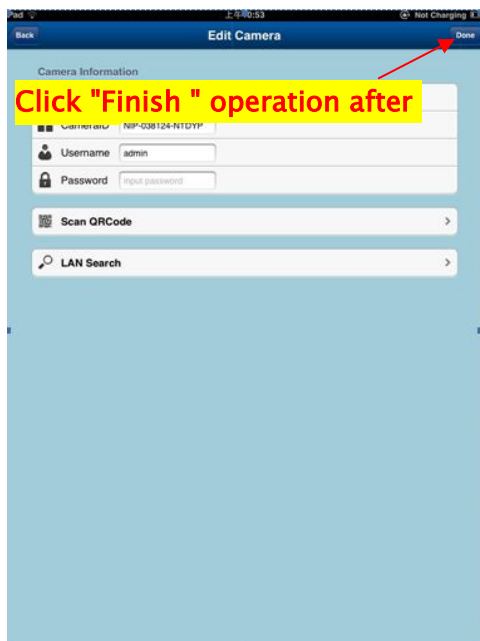 Pad 上午0:53 Not Charging
Back Edit Camera Done
Camera Information
Click "Finish " operation after
CameraID NIP-038124-NTDYP
Username admin
Password input password
Scan QRCode
LAN Search